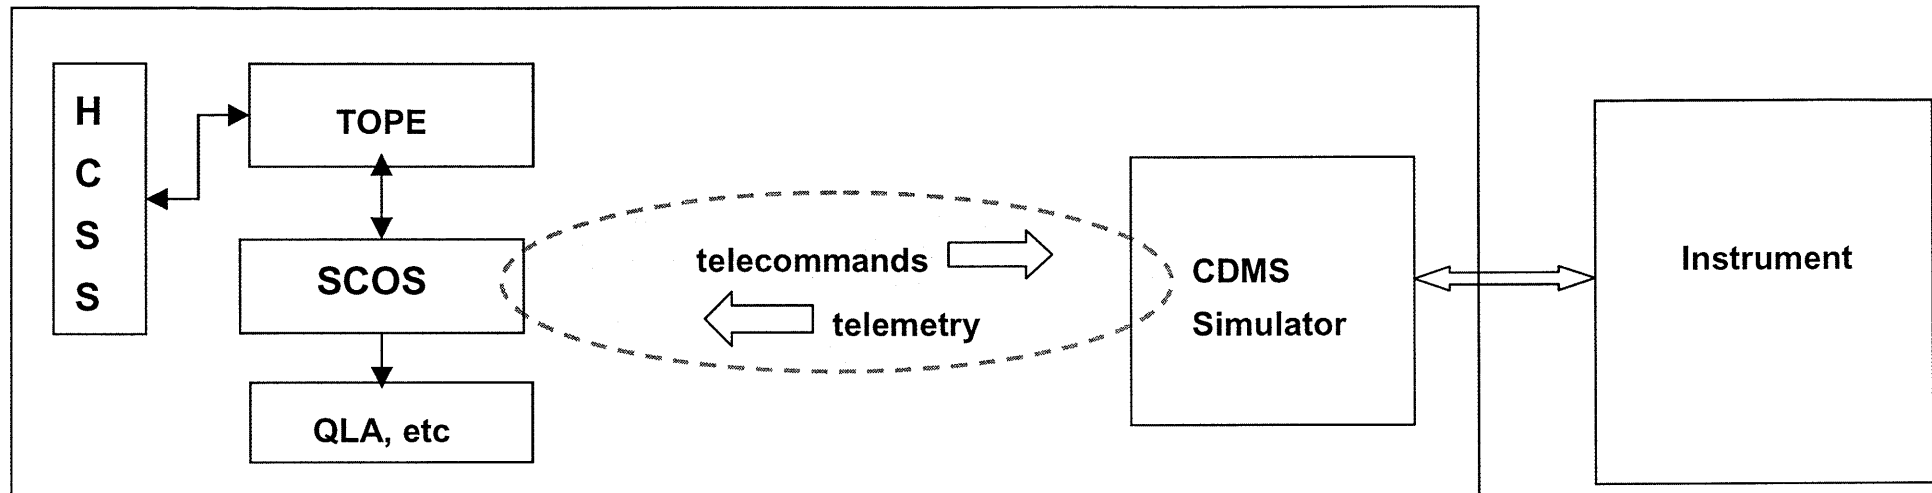 H
C
S
S
TOPE
SCOS
QLA, etc
telecommands
telemetry
CDMS
Simulator
Instrument